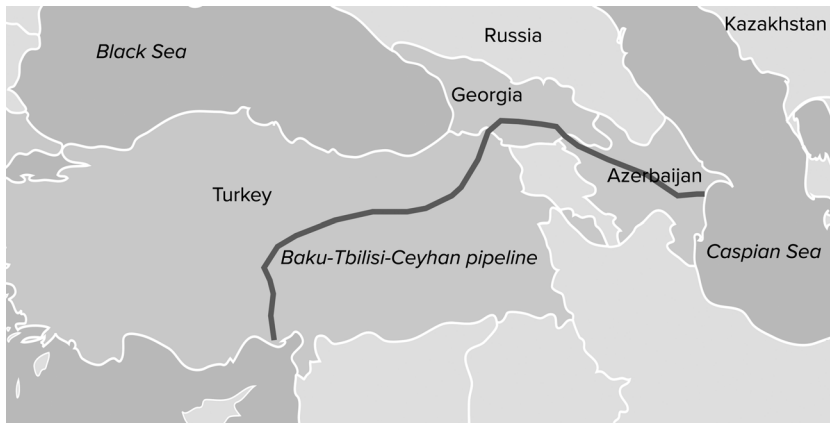 Kazakhstan
Russia
Black Sea
Georgia
Azerbaijan
Turkey
Caspian Sea
Baku-Tbilisi-Ceyhan pipeline